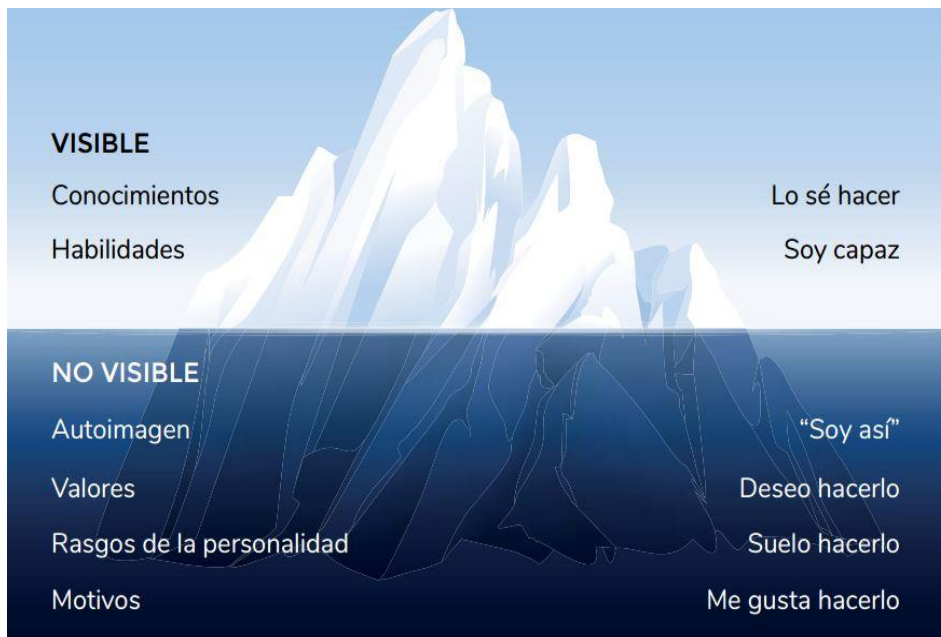 VISIBLE
Conocimientos Lo sé hacer
Habilidades Soy capaz
NO VISIBLE
Autoimagen “Soy así”
Valores Deseo hacerlo
Rasgos de la personalidad Suelo hacerlo
Motivos Me gusta hacerlo